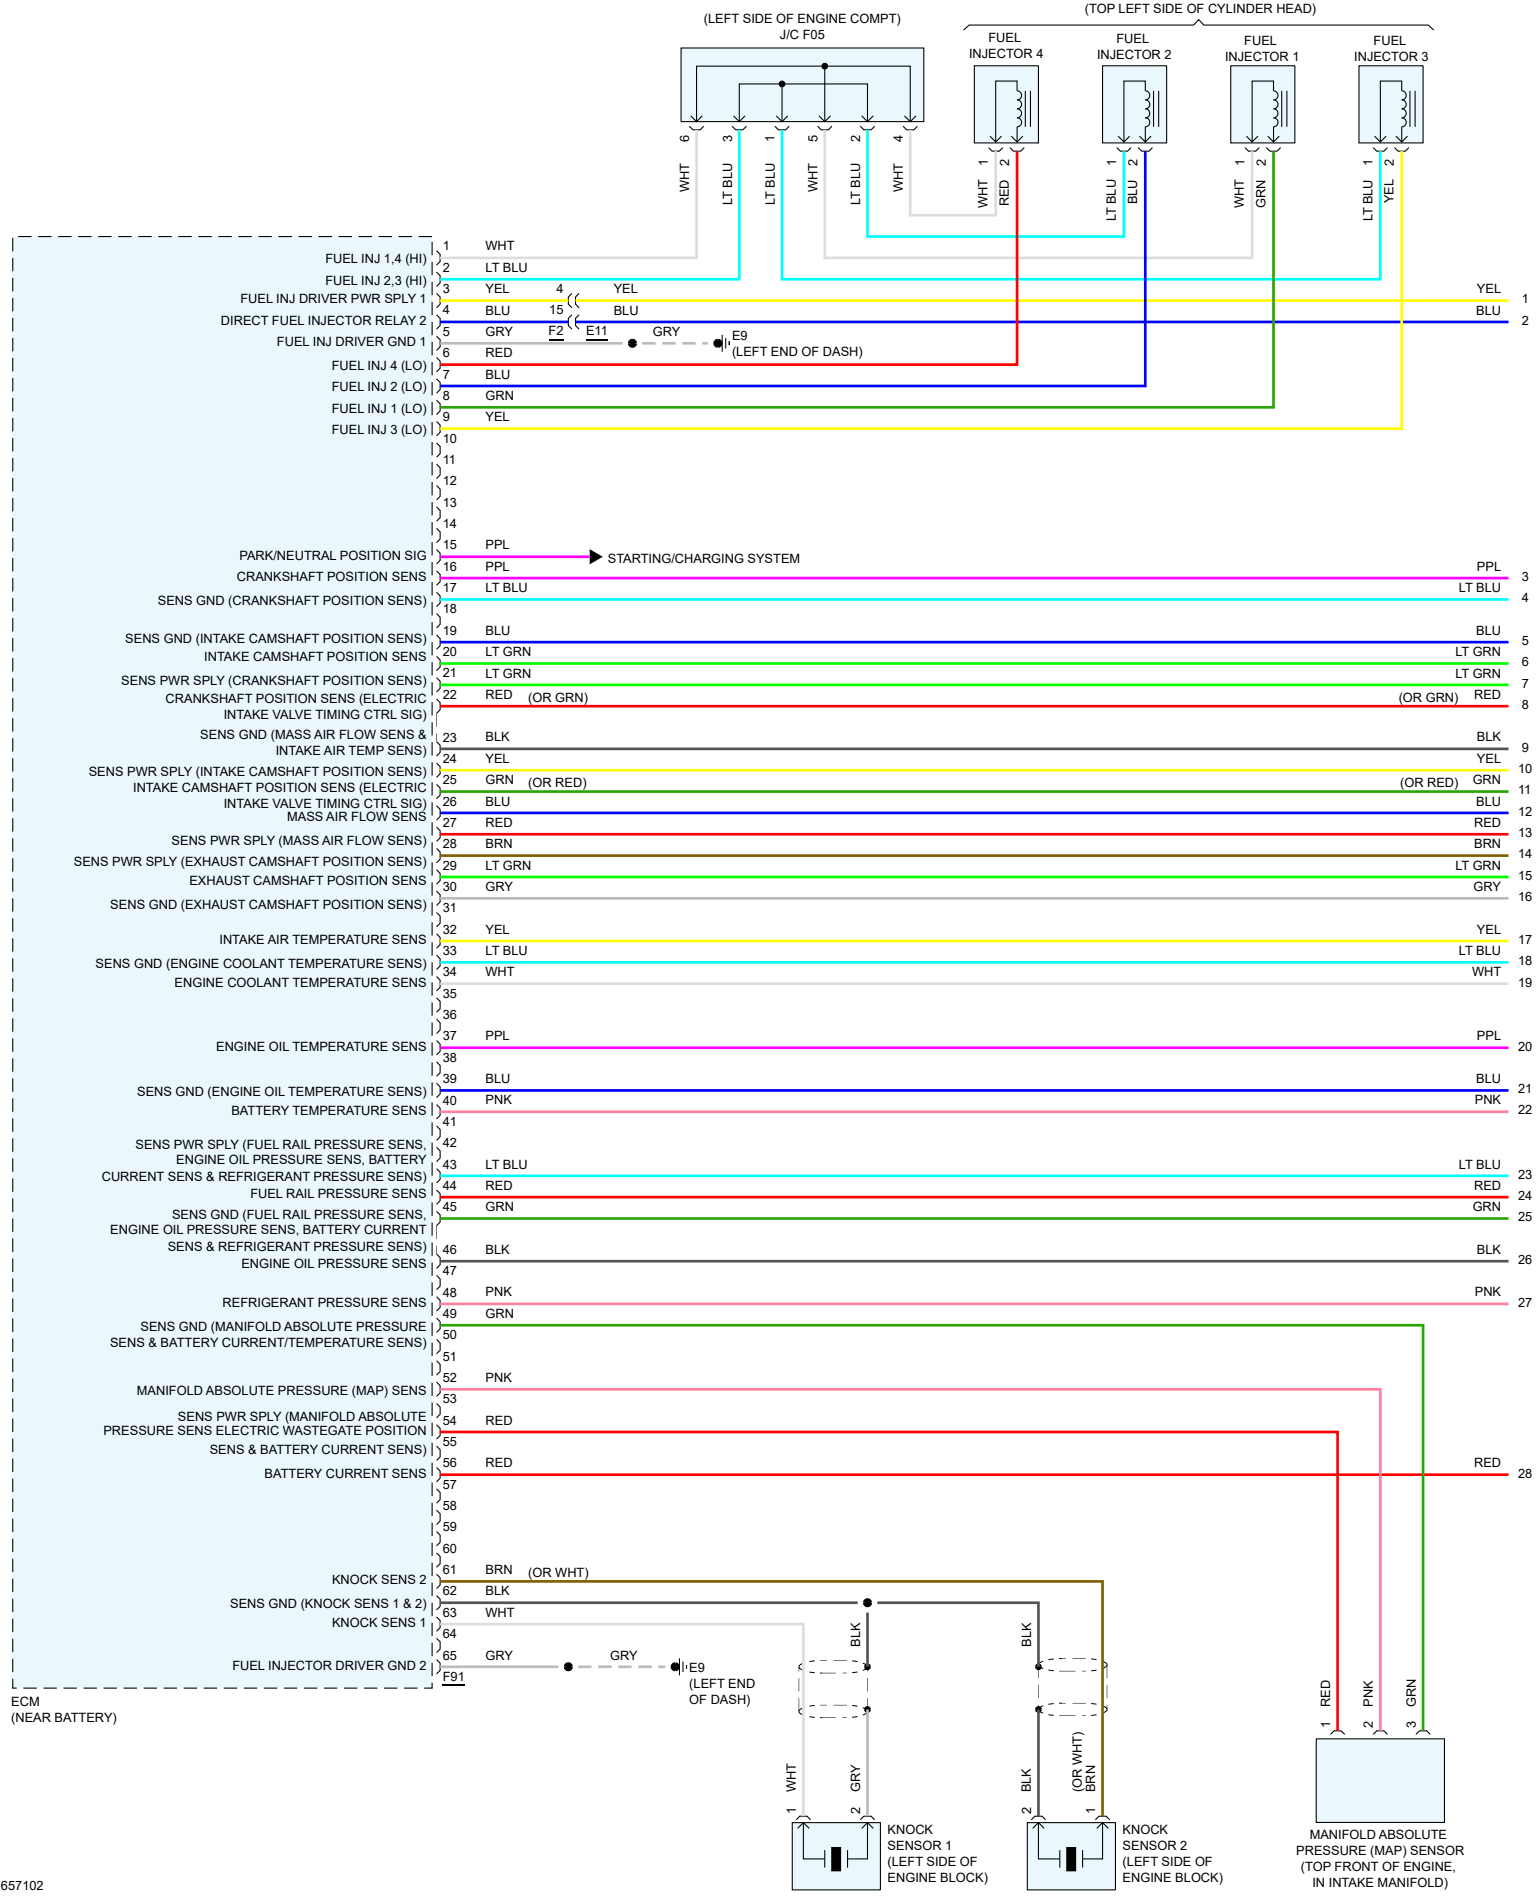 (LEFT SIDE OF ENGINE COMPT)
J/C F05
(TOP LEFT SIDE OF CYLINDER HEAD)
FUEL
INJECTOR 4
FUEL
INJECTOR 2
FUEL
INJECTOR 1
FUEL
INJECTOR 3
6 3 1 5 2 4
WHT LT BLU LT BLU WHT LT BLU WHT
1 2 1 2 1 2 1 2
WHT RED LT BLU BLU WHT GRN LT BLU YEL
1 WHT
FUEL INJ 1,4 (HI)
2 LT BLU
FUEL INJ 2,3 (HI)
3 YEL 4 YEL YEL
FUEL INJ DRIVER PWR SPLY 1 1
4 BLU 15 BLU BLU
DIRECT FUEL INJECTOR RELAY 2 2
5 GRY F2 E11 GRY E9
FUEL INJ DRIVER GND 1
(LEFT END OF DASH)
6 RED
FUEL INJ 4 (LO)
7 BLU
FUEL INJ 2 (LO)
8 GRN
FUEL INJ 1 (LO)
9 YEL
FUEL INJ 3 (LO)
10
11
12
13
14
15 PPL
PARK/NEUTRAL POSITION SIG STARTING/CHARGING SYSTEM
16 PPL PPL
CRANKSHAFT POSITION SENS 3
17 LT BLU LT BLU
SENS GND (CRANKSHAFT POSITION SENS) 4
18
19 BLU BLU
SENS GND (INTAKE CAMSHAFT POSITION SENS) 5
20 LT GRN LT GRN
INTAKE CAMSHAFT POSITION SENS 6
21 LT GRN LT GRN
SENS PWR SPLY (CRANKSHAFT POSITION SENS) 7
22 RED (OR GRN) (OR GRN) RED
CRANKSHAFT POSITION SENS (ELECTRIC 8
INTAKE VALVE TIMING CTRL SIG)
23 BLK BLK
SENS GND (MASS AIR FLOW SENS &
INTAKE AIR TEMP SENS) 9
24 YEL YEL
SENS PWR SPLY (INTAKE CAMSHAFT POSITION SENS) 10
25 GRN (OR RED) (OR RED) GRN
INTAKE CAMSHAFT POSITION SENS (ELECTRIC 11
INTAKE VALVE TIMING CTRL SIG)
26 BLU BLU
MASS AIR FLOW SENS 12
27 RED RED
SENS PWR SPLY (MASS AIR FLOW SENS) 13
28 BRN BRN
SENS PWR SPLY (EXHAUST CAMSHAFT POSITION SENS) 14
29 LT GRN LT GRN
EXHAUST CAMSHAFT POSITION SENS 15
30 GRY GRY
SENS GND (EXHAUST CAMSHAFT POSITION SENS) 16
31
32 YEL YEL
INTAKE AIR TEMPERATURE SENS 17
33 LT BLU LT BLU
SENS GND (ENGINE COOLANT TEMPERATURE SENS) 18
34 WHT WHT
ENGINE COOLANT TEMPERATURE SENS 19
35
36
37 PPL PPL
ENGINE OIL TEMPERATURE SENS 20
38
39 BLU BLU
SENS GND (ENGINE OIL TEMPERATURE SENS) 21
40 PNK PNK
BATTERY TEMPERATURE SENS 22
41
42
SENS PWR SPLY (FUEL RAIL PRESSURE SENS,
ENGINE OIL PRESSURE SENS, BATTERY
43 LT BLU LT BLU
CURRENT SENS & REFRIGERANT PRESSURE SENS) 23
44 RED RED
FUEL RAIL PRESSURE SENS 24
45 GRN GRN
SENS GND (FUEL RAIL PRESSURE SENS, 25
ENGINE OIL PRESSURE SENS, BATTERY CURRENT
SENS & REFRIGERANT PRESSURE SENS)
46 BLK BLK
ENGINE OIL PRESSURE SENS 26
47
48 PNK PNK
REFRIGERANT PRESSURE SENS 27
49 GRN
SENS GND (MANIFOLD ABSOLUTE PRESSURE
50
SENS & BATTERY CURRENT/TEMPERATURE SENS)
51
52 PNK
MANIFOLD ABSOLUTE PRESSURE (MAP) SENS
53
SENS PWR SPLY (MANIFOLD ABSOLUTE
54 RED
PRESSURE SENS ELECTRIC WASTEGATE POSITION
55
SENS & BATTERY CURRENT SENS)
56 RED RED
BATTERY CURRENT SENS 28
57
58
59
60
61 BRN (OR WHT)
KNOCK SENS 2
62 BLK
SENS GND (KNOCK SENS 1 & 2)
63 WHT
KNOCK SENS 1
64
BLK BLK
65 GRY GRY
FUEL INJECTOR DRIVER GND 2 E9
(LEFT END
OF DASH)
F91
ECM
(NEAR BATTERY)
RED PNK GRN
1 2 3
WHT GRY BLK (OR WHT)
BRN
1 2 2 1
KNOCK
SENSOR 1
(LEFT SIDE OF
ENGINE BLOCK)
KNOCK
SENSOR 2
(LEFT SIDE OF
ENGINE BLOCK)
MANIFOLD ABSOLUTE
PRESSURE (MAP) SENSOR
(TOP FRONT OF ENGINE,
IN INTAKE MANIFOLD)
657102